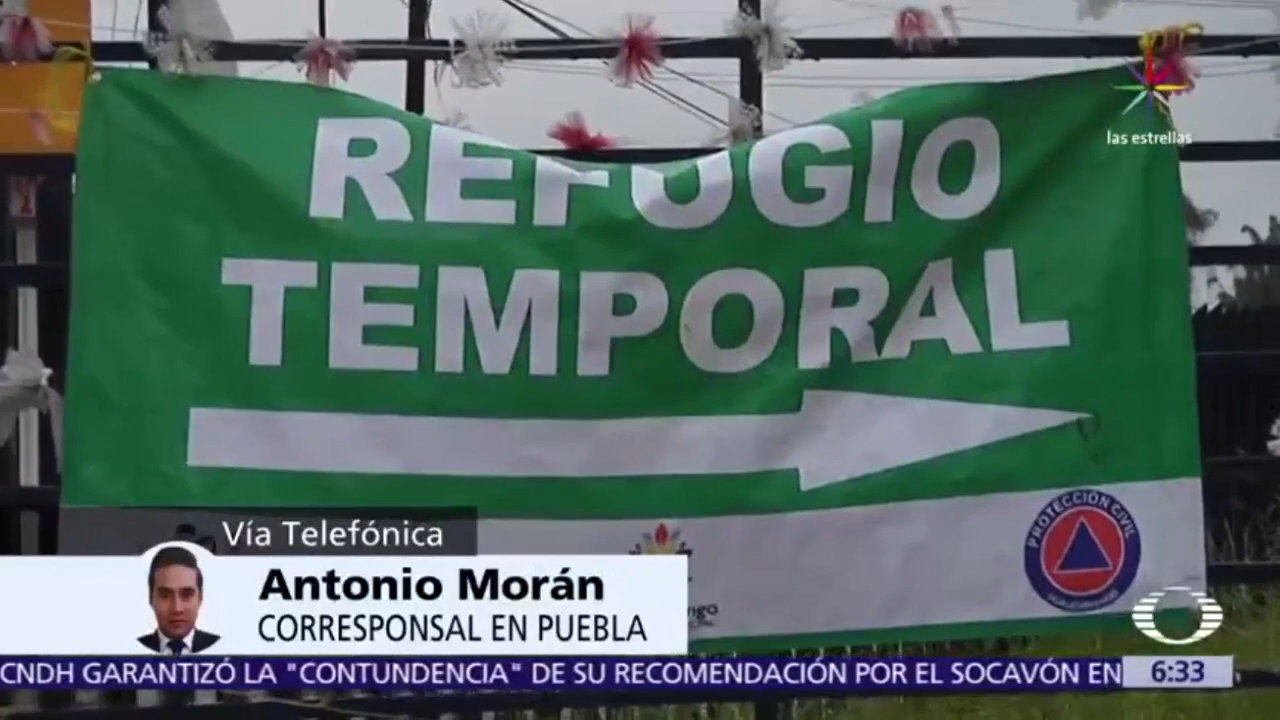 REFUGIO
TEMPORAL
las estrellas
PROTECCIÓN CIVIL
Vía Telefónica
Antonio Morán
CORRESPONSAL EN PUEBLA
CNDH GARANTIZÓ LA "CONTUNDENCIA" DE SU RECOMENDACIÓN POR EL SOCAVÓN EN
6:33